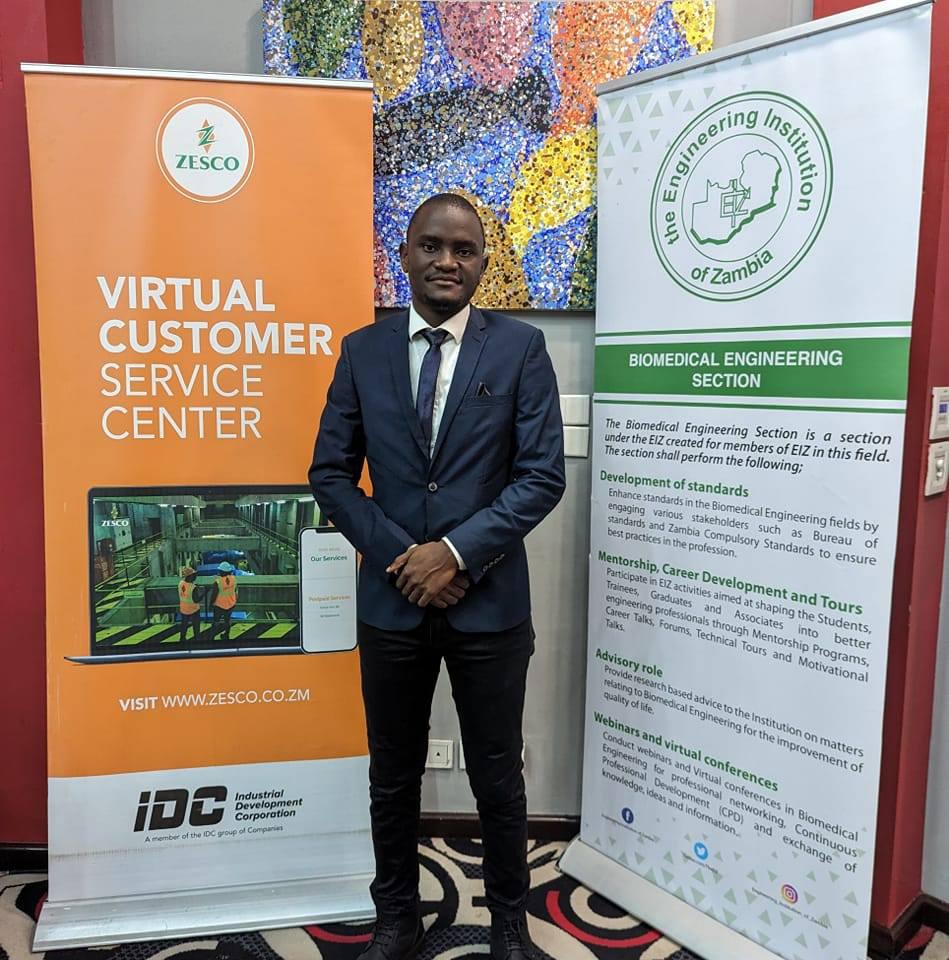 ZESCO
VIRTUAL
CUSTOMER
SERVICE
CENTER
ZESCO
Our Services
Postpaid Services
VISIT WWW.ZESCO.CO.ZM
IDC Industrial
Development
Corporation
A member of the IDC group of Companies
the Engineering Institution
of Zambia
EIZ
BIOMEDICAL ENGINEERING
SECTION
The Biomedical Engineering Section is a section
under the EIZ created for members of EIZ in this field.
The section shall perform the following;
Development of standards
Enhance standards in the Biomedical Engineering fields by
engaging various stakeholders such as Bureau of
standards and Zambia Compulsory Standards to ensure
best practices in the profession.
Mentorship, Career Development and Tours
Participate in EIZ activities aimed at shaping the Students,
Trainees, Graduates and Associates into better
engineering professionals through Mentorship Programs,
Career Talks, Forums, Technical Tours and Motivational
Talks.
Advisory role
Provide research based advice to the Institution on matters
relating to Biomedical Engineering for the improvement of
quality of life.
Webinars and virtual conferences
Conduct webinars and Virtual conferences in Biomedical
Engineering for professional networking, Continuous
Professional Development (CPD) and exchange of
knowledge, ideas and information.
Engineering_Institution_of_Zambia